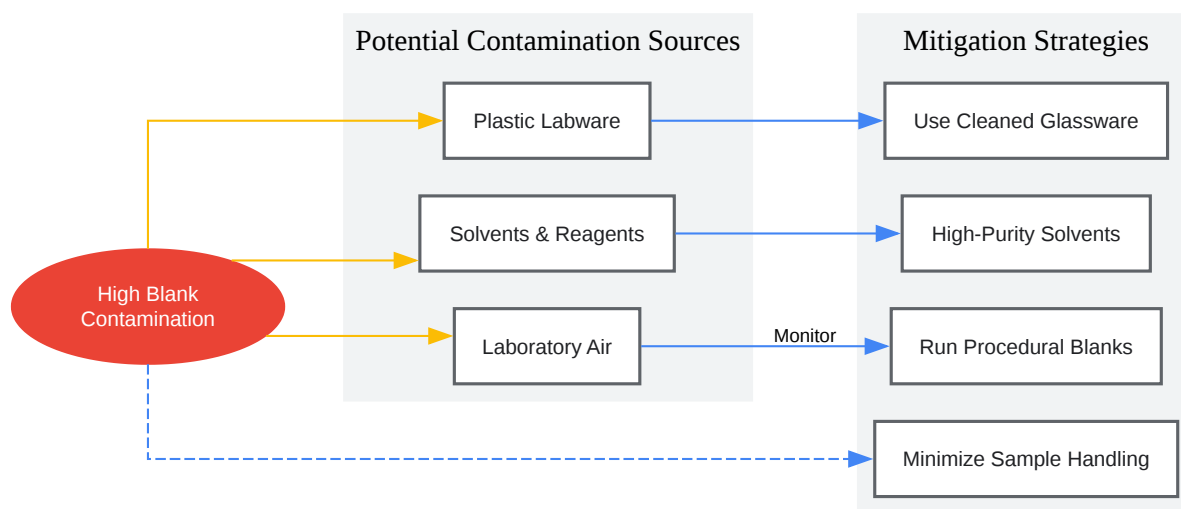 Potential Contamination Sources
Mitigation Strategies
Plastic Labware
Use Cleaned Glassware
Solvents & Reagents
High-Purity Solvents
High Blank
Contamination
Laboratory Air
Monitor
Run Procedural Blanks
Minimize Sample Handling